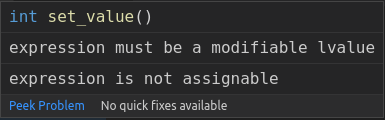 int set_value()
expression must be a modifiable lvalue
expression is not assignable
Peek Problem No quick fixes available